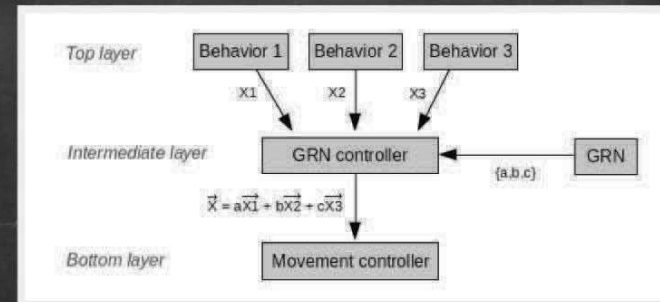 Top layer
Behavior 1
Behavior 2
Behavior 3
X1
X2
X3
Intermediate layer
GRN controller
GRN
{a,b,c}
X⃗ = aX1⃗ + bX2⃗ + cX3⃗
Bottom layer
Movement controller